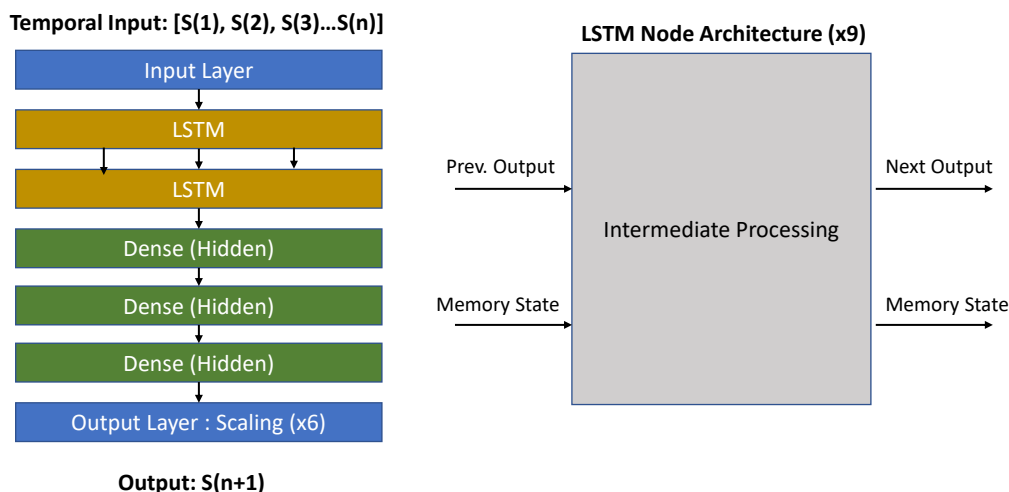 Temporal Input: [S(1), S(2), S(3)...S(n)]
Input Layer
LSTM
LSTM
Dense (Hidden)
Dense (Hidden)
Dense (Hidden)
Output Layer : Scaling (x6)
Output: S(n+1)
LSTM Node Architecture (x9)
Prev. Output
Next Output
Intermediate Processing
Memory State
Memory State